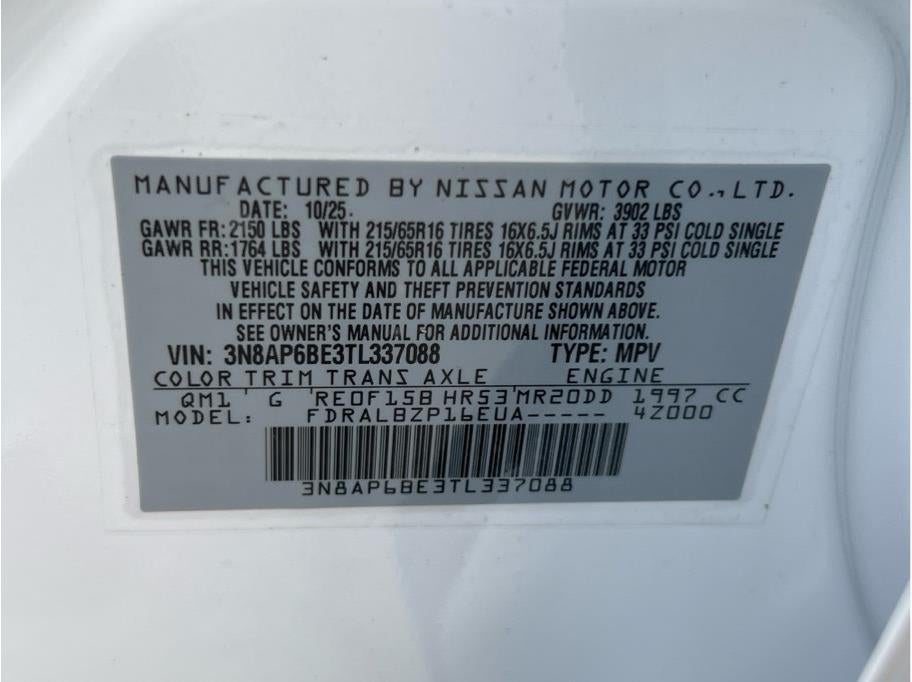 MANUFACTURED BY NISSAN MOTOR CO., LTD.
DATE: 10/25. GVWR: 3902 LBS
GAWR FR: 2150 LBS WITH 215/65R16 TIRES 16X6.5J RIMS AT 33 PSI COLD SINGLE
GAWR RR: 1764 LBS WITH 215/65R16 TIRES 16X6.5J RIMS AT 33 PSI COLD SINGLE
THIS VEHICLE CONFORMS TO ALL APPLICABLE FEDERAL MOTOR
VEHICLE SAFETY AND THEFT PREVENTION STANDARDS
IN EFFECT ON THE DATE OF MANUFACTURE SHOWN ABOVE.
SEE OWNER'S MANUAL FOR ADDITIONAL INFORMATION.
VIN: 3N8AP6BE3TL337088 TYPE: MPV
COLOR TRIM TRANS AXLE ENGINE
QM1 G RE0F15B HR53 MR20DD 1997 CC
MODEL: FDRALBZP16EUA----- 4Z000
3N8AP6BE3TL337088